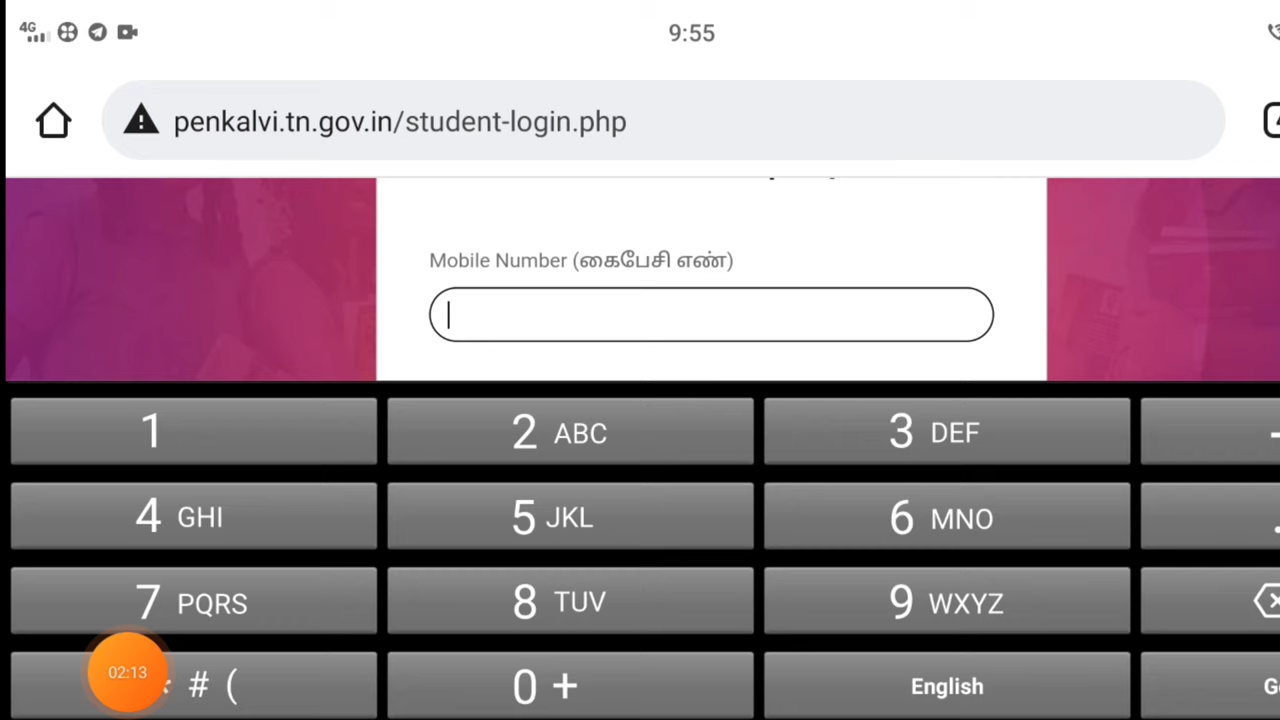 4G 9:55
penkalvi.tn.gov.in/student-login.php
Mobile Number (கைபேசி எண்)
1 2 ABC 3 DEF -
4 GHI 5 JKL 6 MNO .
7 PQRS 8 TUV 9 WXYZ
02:13 # ( 0 + English